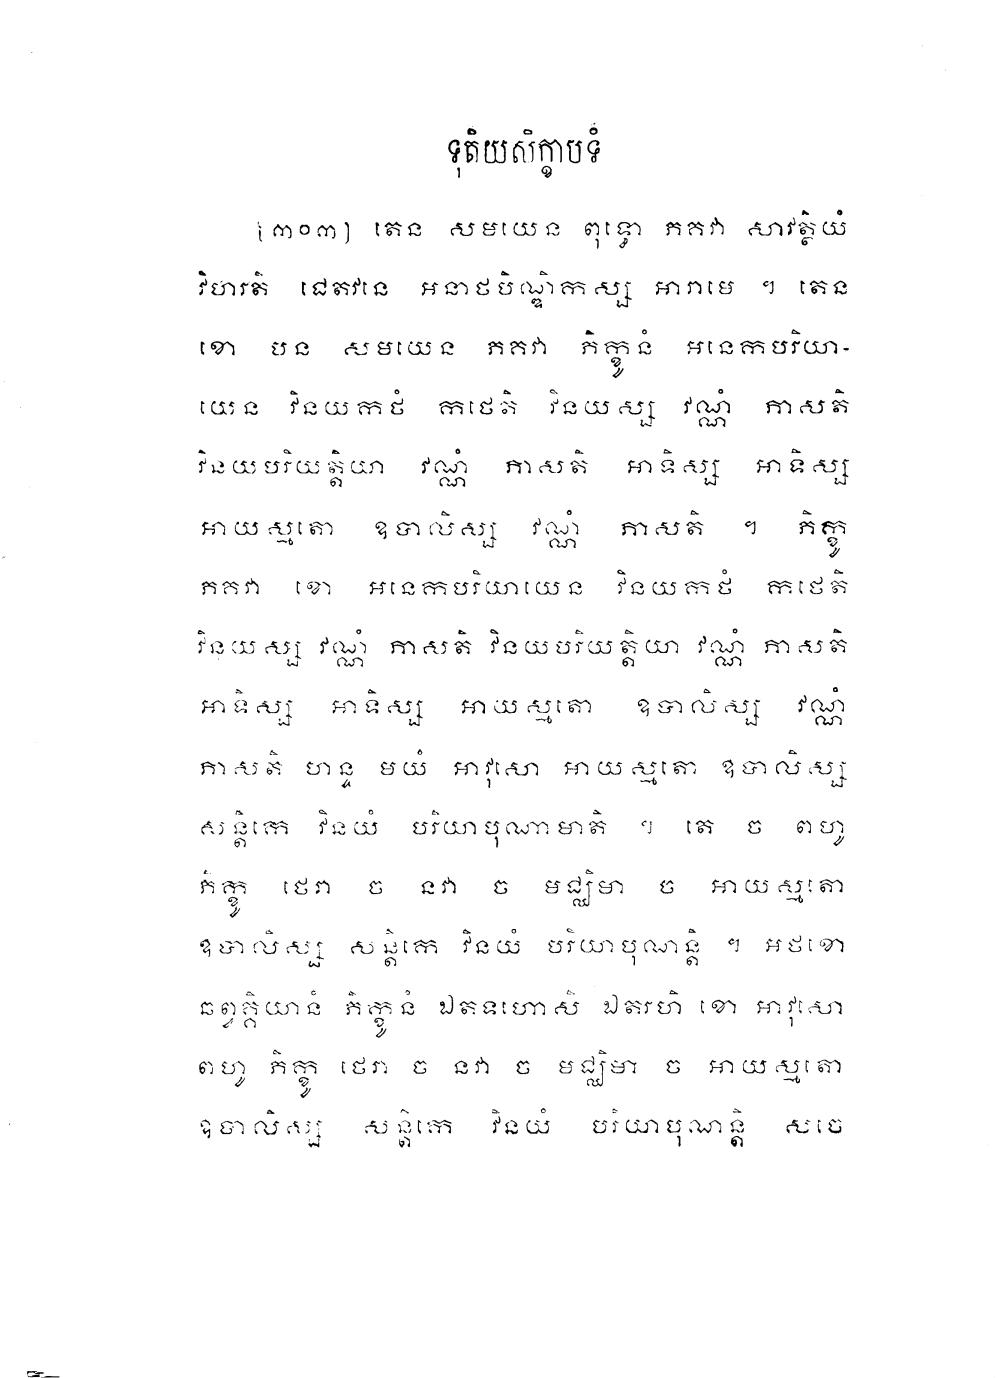 ទុតិយសិក្ខាបទំ
[៣០៣] តេន សមយេន ពុទ្ធោ ភគវា សាវត្ថិយំ
វិហរតិ ជេតវនេ អនាថបិណ្ឌិកស្ស អារាមេ ។ តេន
ខោ បន សមយេន ភគវា ភិក្ខូនំ អនេកបរិយា-
យេន វិនយកថំ កថេតិ វិនយស្ស វណ្ណំ ភាសតិ
វិនយបរិយត្តិយា វណ្ណំ ភាសតិ អាទិស្ស អាទិស្ស
អាយស្មតោ ឧបាលិស្ស វណ្ណំ ភាសតិ ។ ភិក្ខូ
ភគវា ខោ អនេកបរិយាយេន វិនយកថំ កថេតិ
វិនយស្ស វណ្ណំ ភាសតិ វិនយបរិយត្តិយា វណ្ណំ ភាសតិ
អាទិស្ស អាទិស្ស អាយស្មតោ ឧបាលិស្ស វណ្ណំ
ភាសតិ ហន្ទ មយំ អាវុសោ អាយស្មតោ ឧបាលិស្ស
សន្តិកេ វិនយំ បរិយាបុណាមាតិ ។ តេ ច ពហូ
ភិក្ខូ ថេរា ច នវា ច មជ្ឈិមា ច អាយស្មតោ
ឧបាលិស្ស សន្តិកេ វិនយំ បរិយាបុណន្តិ ។ អថខោ
ឆព្វគ្គិយានំ ភិក្ខូនំ ឯតទហោសិ ឯតរហិ ខោ អាវុសោ
ពហូ ភិក្ខូ ថេរា ច នវា ច មជ្ឈិមា ច អាយស្មតោ
ឧបាលិស្ស សន្តិកេ វិនយំ បរិយាបុណន្តិ សចេ